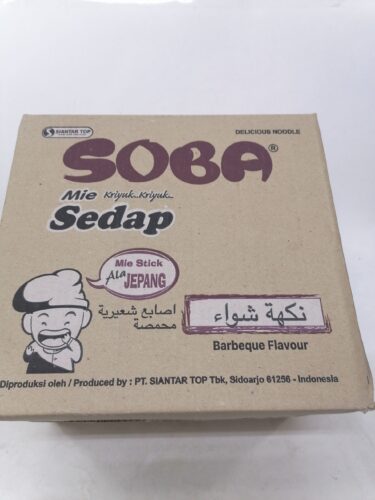 SIANTAR TOP
DELICIOUS NOODLE
SOBA®
Mie Kriyuk..Kriyuk..
Sedap
Mie Stick
Ala JEPANG
اصابع شعيرية
محمصة
نكهة شواء
Barbeque Flavour
Diproduksi oleh / Produced by : PT. SIANTAR TOP Tbk, Sidoarjo 61256 - Indonesia